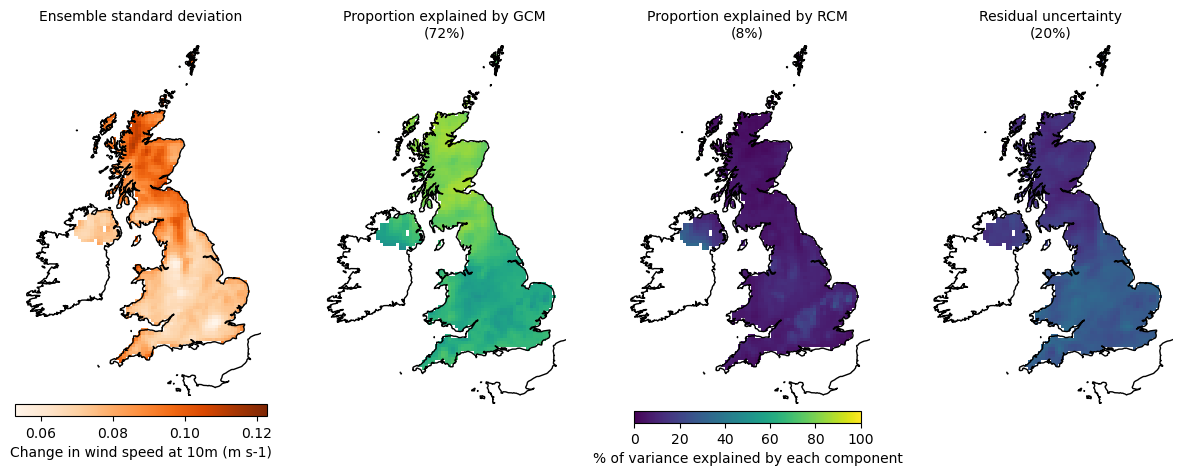 Ensemble standard deviation
Proportion explained by GCM
(72%)
Proportion explained by RCM
(8%)
Residual uncertainty
(20%)
0.06 0.08 0.10 0.12
Change in wind speed at 10m (m s-1)
0 20 40 60 80 100
% of variance explained by each component